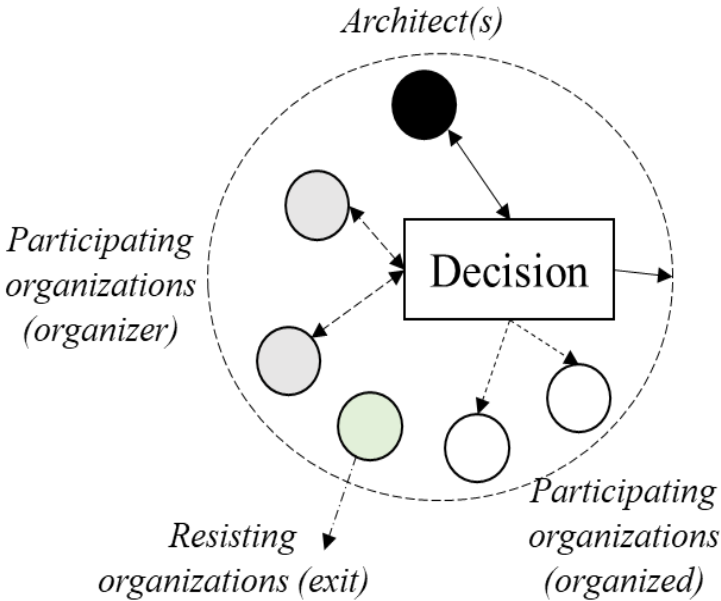 Architect(s)
Participating
organizations
(organizer)
Decision
Participating
organizations
(organized)
Resisting
organizations (exit)